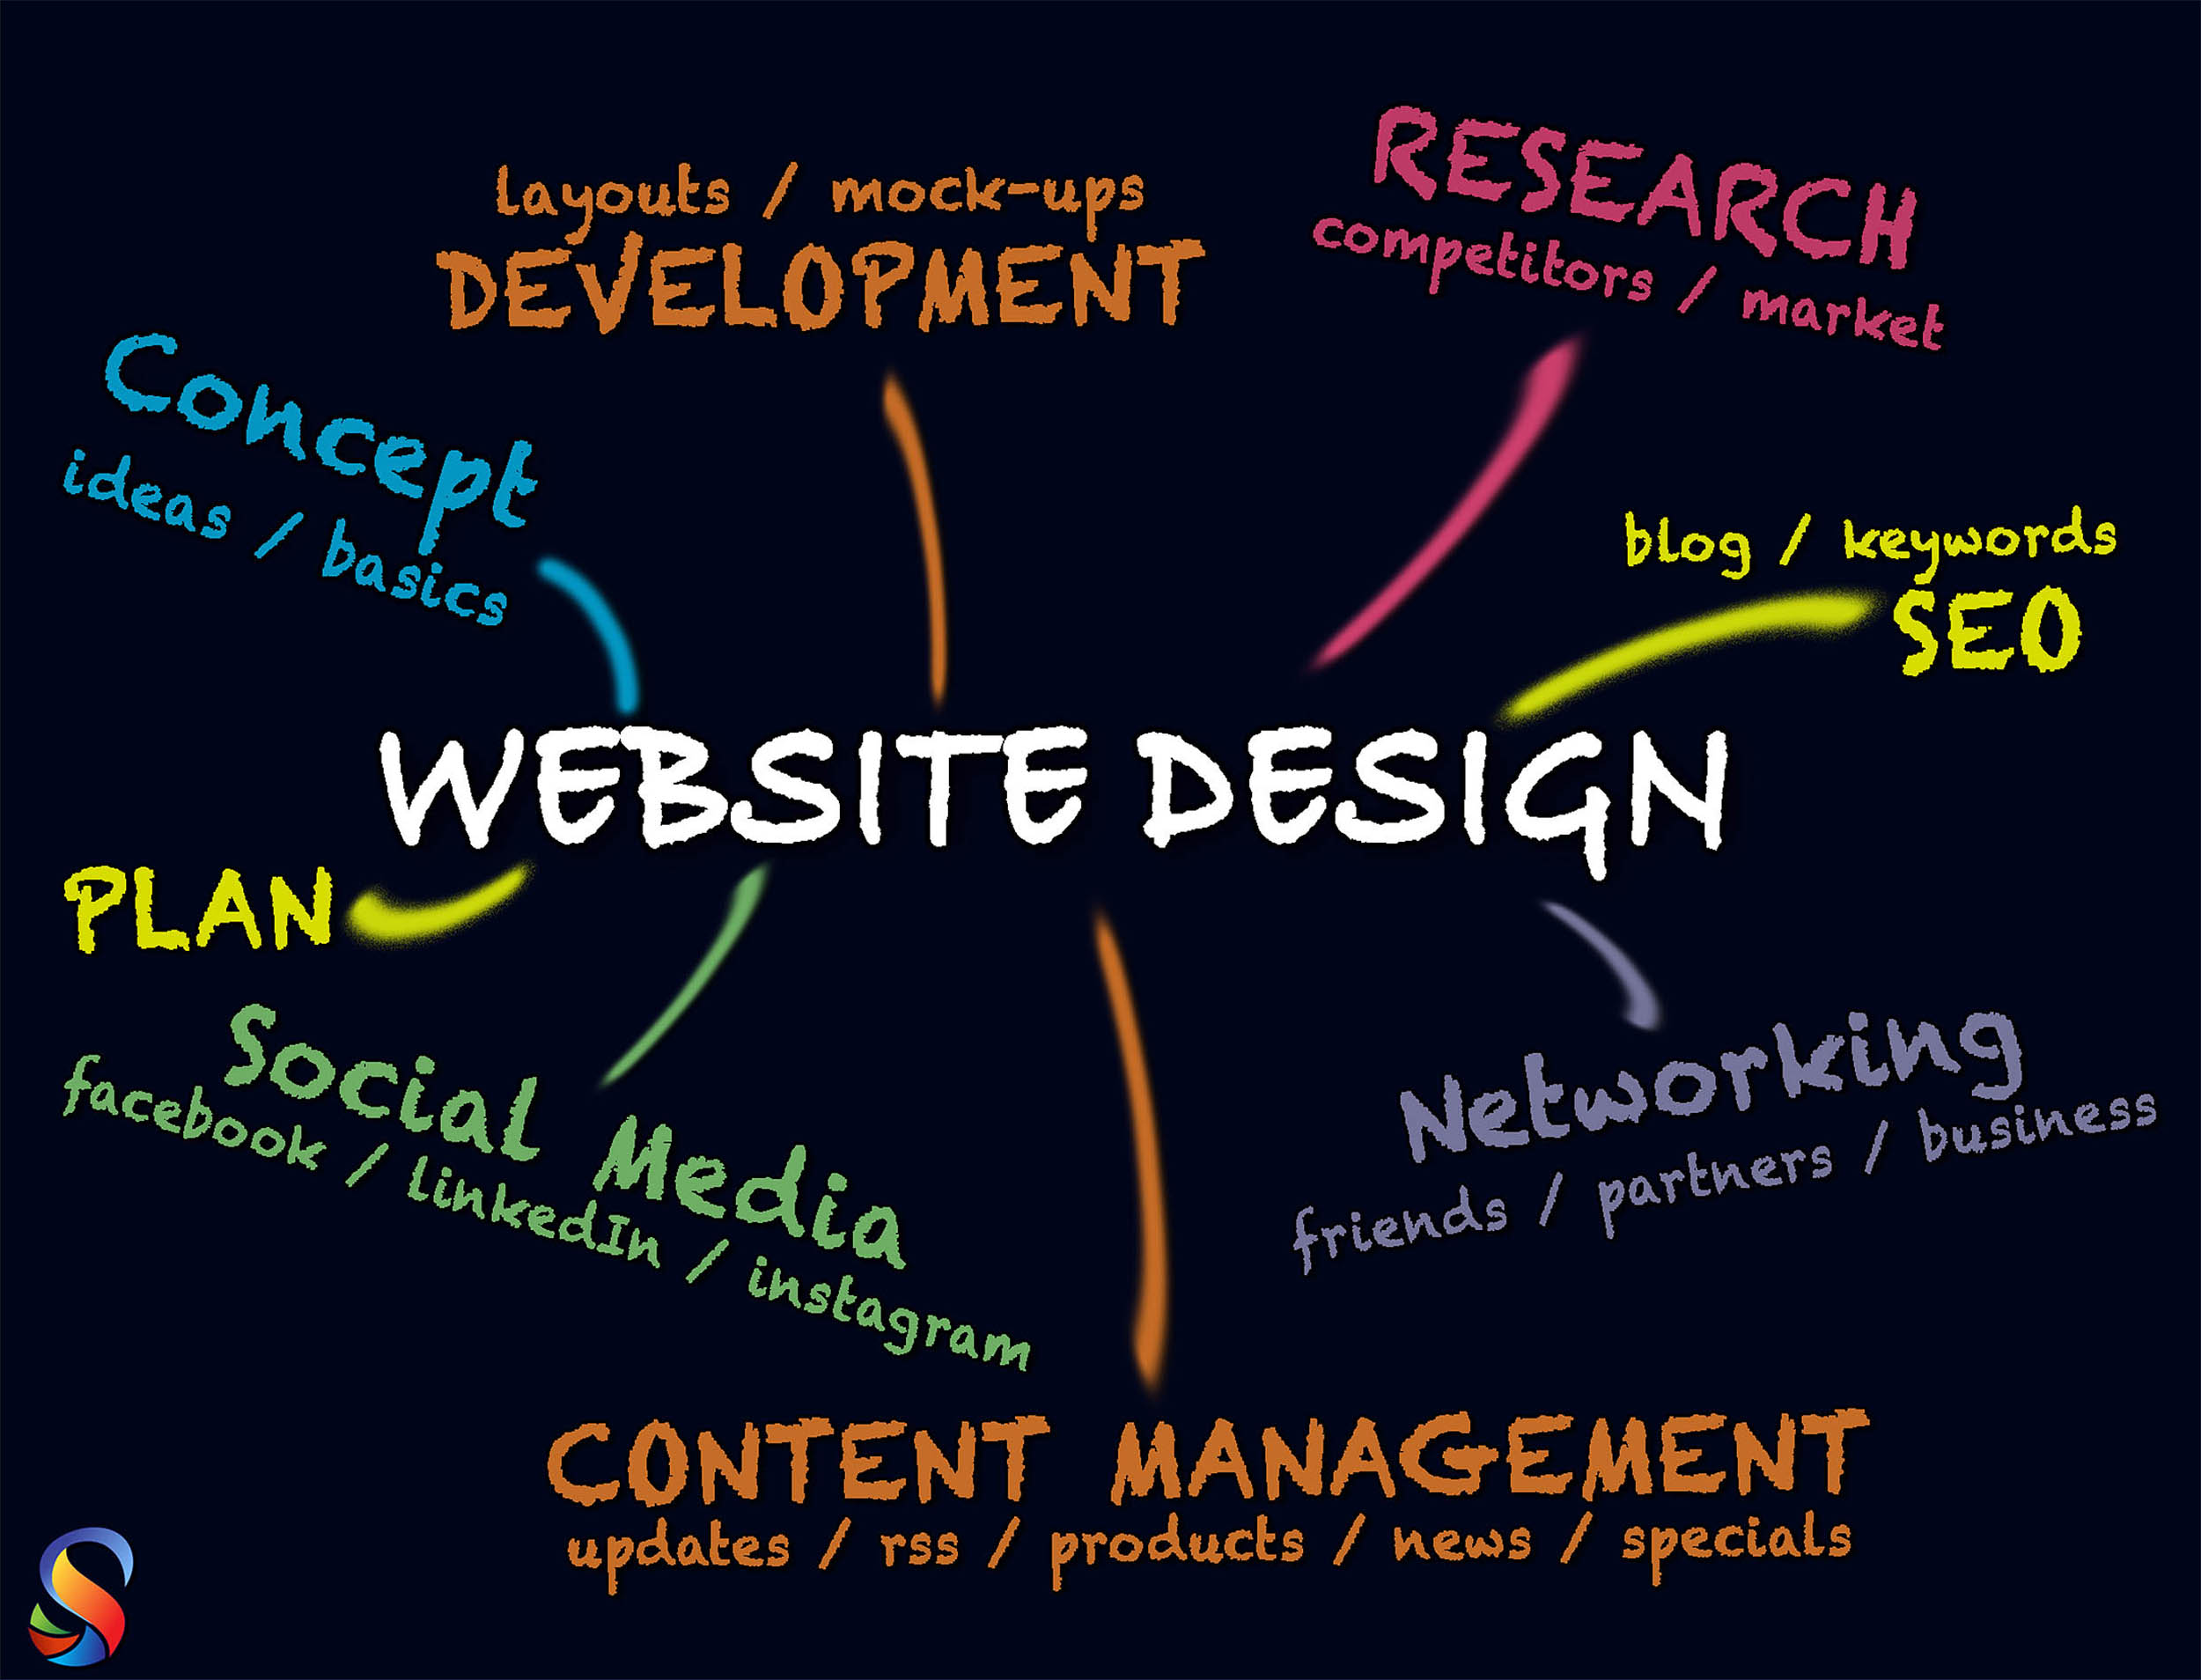 RESEARCH
competitors / market
layouts / mock-ups
DEVELOPMENT
Concept
ideas / basics
blog / keywords
SEO
WEBSITE DESIGN
PLAN
Social Media
facebook / linkedIn / instagram
Networking
friends / partners / business
CONTENT MANAGEMENT
updates / rss / products / news / specials